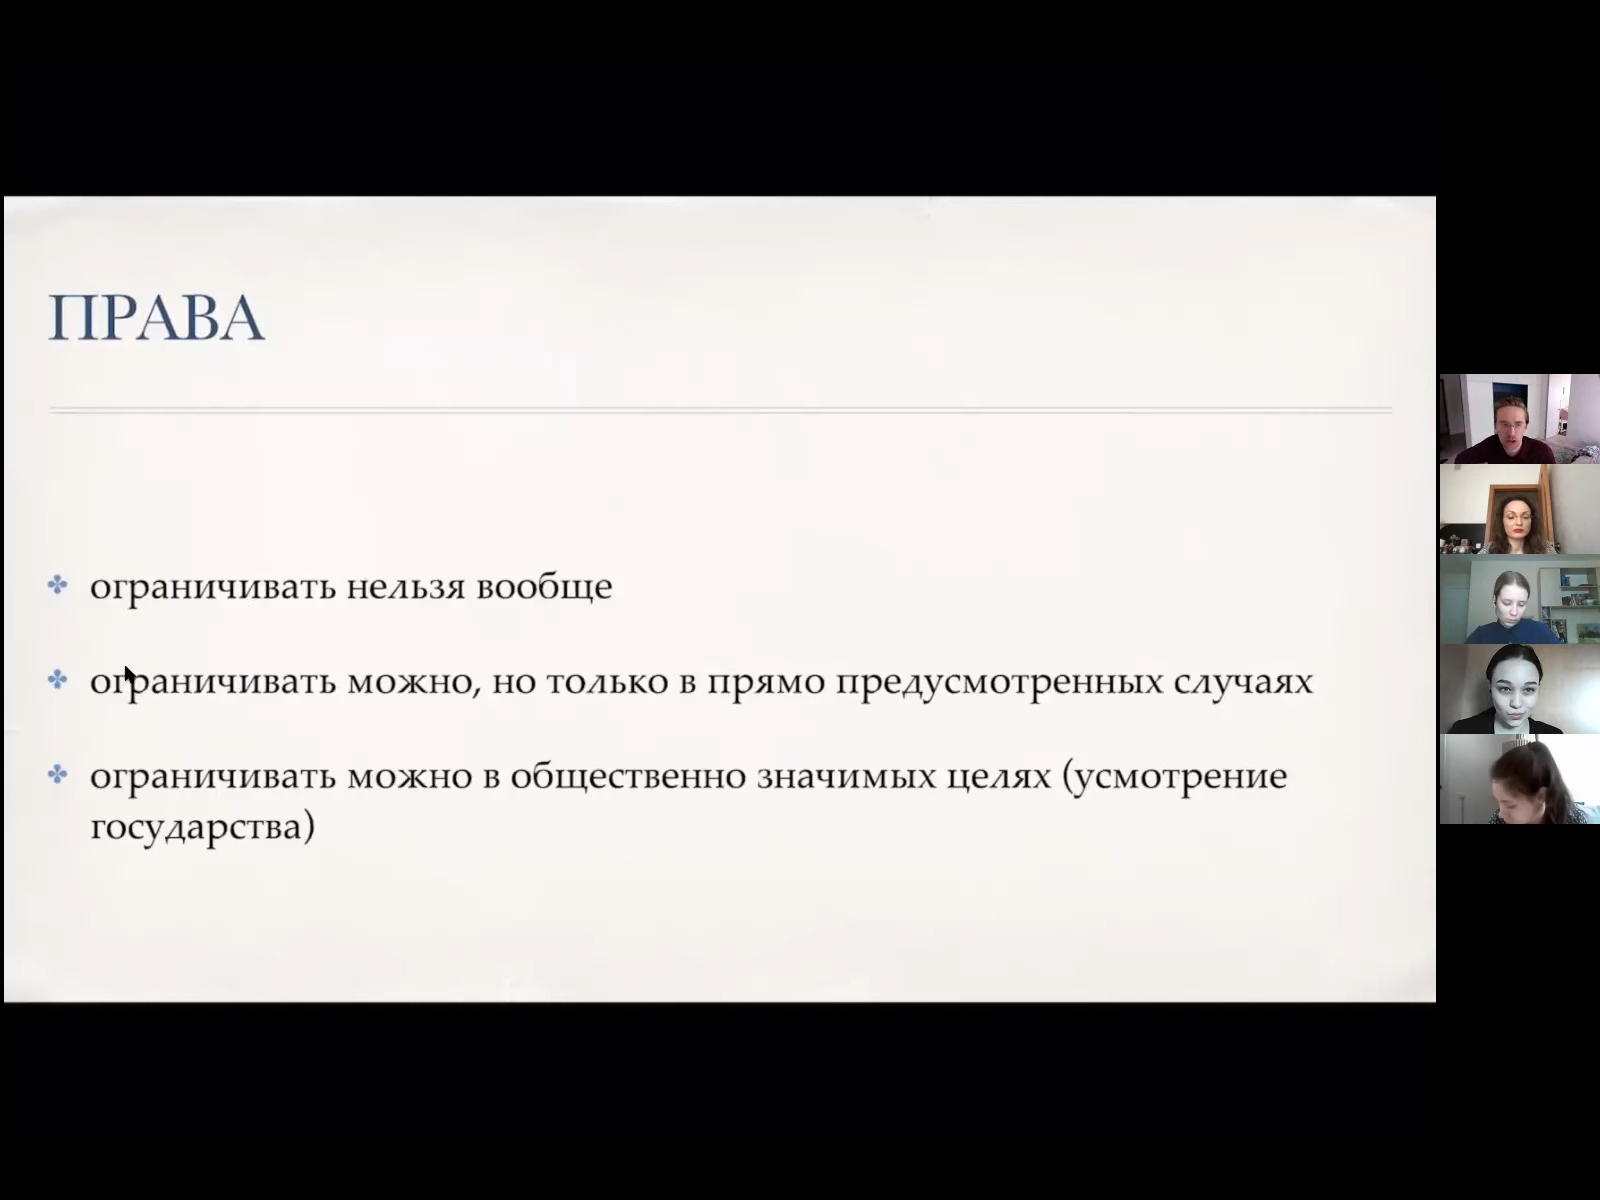 ПРАВА
ограничивать нельзя вообще
ограничивать можно, но только в прямо предусмотренных случаях
ограничивать можно в общественно значимых целях (усмотрение
государства)